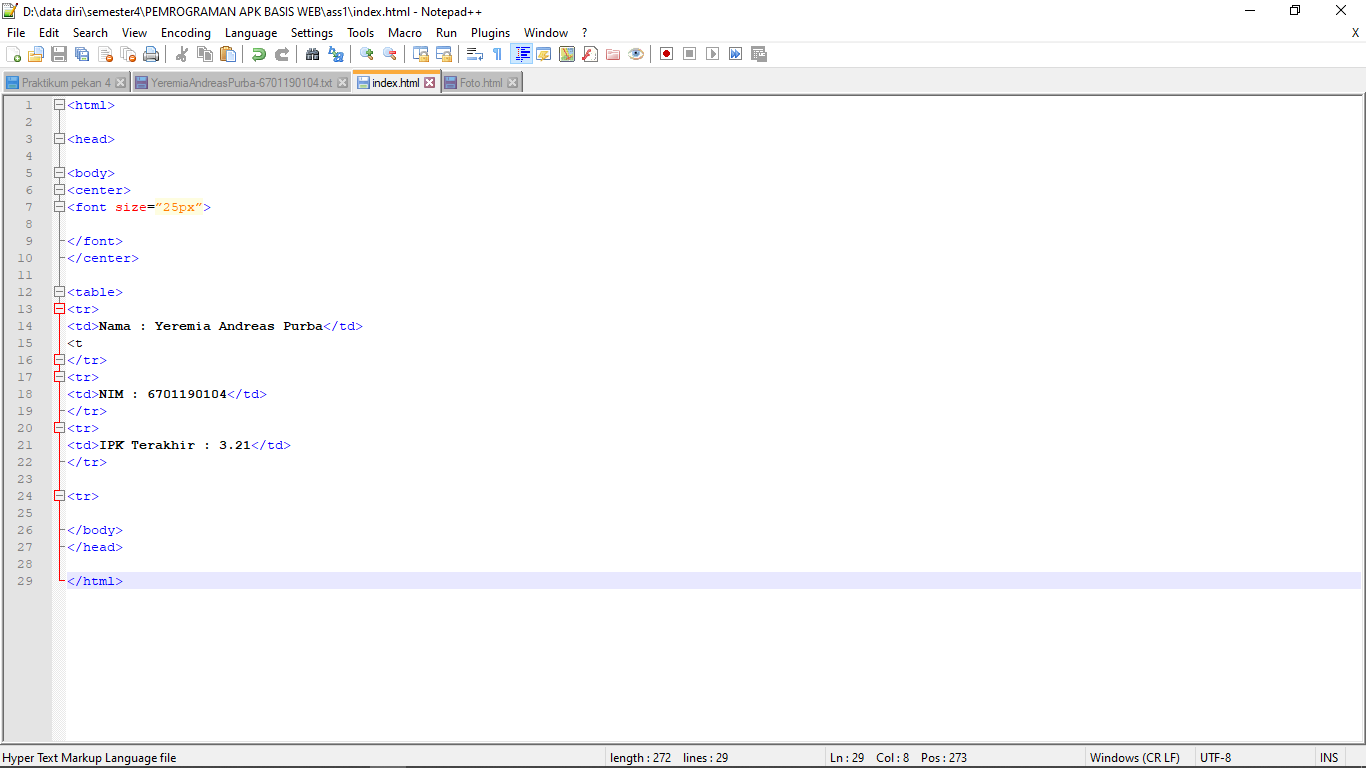 D:\data diri\semester4\PEMROGRAMAN APK BASIS WEB\ass1\index.html - Notepad++
File Edit Search View Encoding Language Settings Tools Macro Run Plugins Window ? X
Praktikum pekan 4 YeremiaAndreasPurba-6701190104.txt index.html Foto.html
1 <html>
2
3 <head>
4
5 <body>
6 <center>
7 <font size=”25px”>
8
9 </font>
10 </center>
11
12 <table>
13 <tr>
14 <td>Nama : Yeremia Andreas Purba</td>
15 <t
16 </tr>
17 <tr>
18 <td>NIM : 6701190104</td>
19 </tr>
20 <tr>
21 <td>IPK Terakhir : 3.21</td>
22 </tr>
23
24 <tr>
25
26 </body>
27 </head>
28
29 </html>
Hyper Text Markup Language file length : 272 lines : 29 Ln : 29 Col : 8 Pos : 273 Windows (CR LF) UTF-8 INS